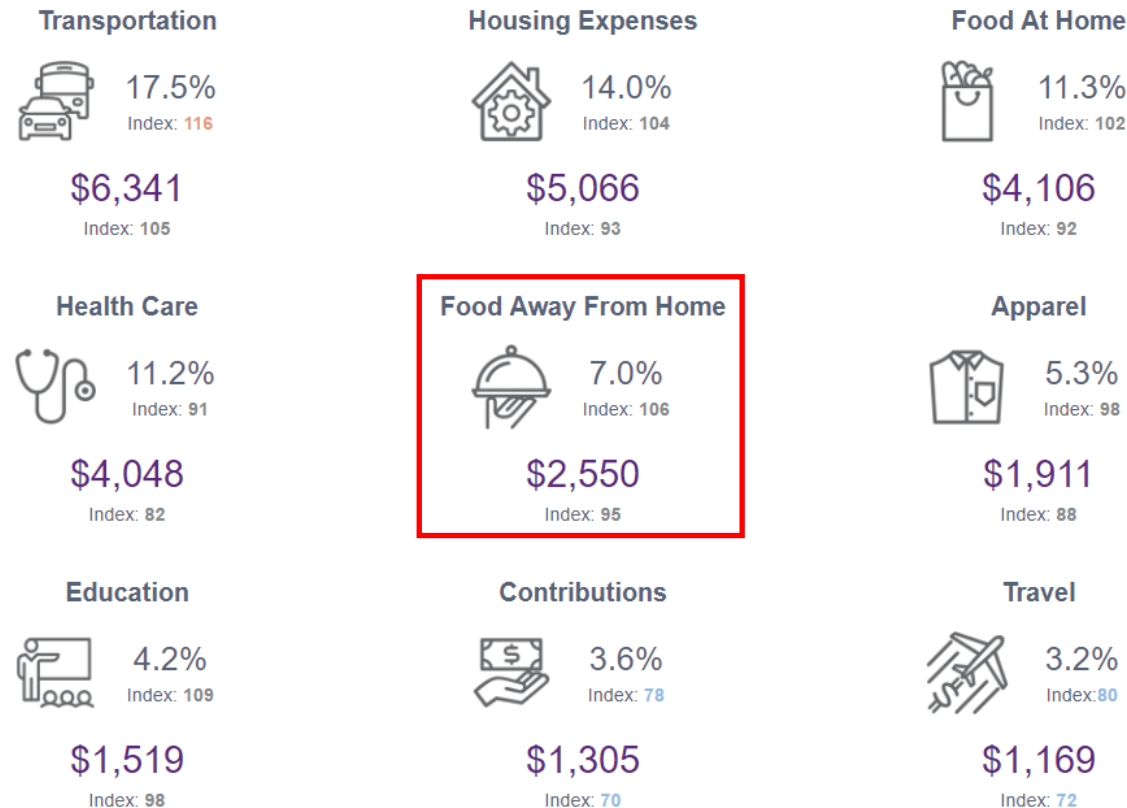 Transportation
17.5%
Index: 116
$6,341
Index: 105
Housing Expenses
14.0%
Index: 104
$5,066
Index: 93
Food At Home
11.3%
Index: 102
$4,106
Index: 92
Health Care
11.2%
Index: 91
$4,048
Index: 82
Food Away From Home
7.0%
Index: 106
$2,550
Index: 95
Apparel
5.3%
Index: 98
$1,911
Index: 88
Education
4.2%
Index: 109
$1,519
Index: 98
Contributions
$
3.6%
Index: 78
$1,305
Index: 70
Travel
$
3.2%
Index:80
$1,169
Index: 72